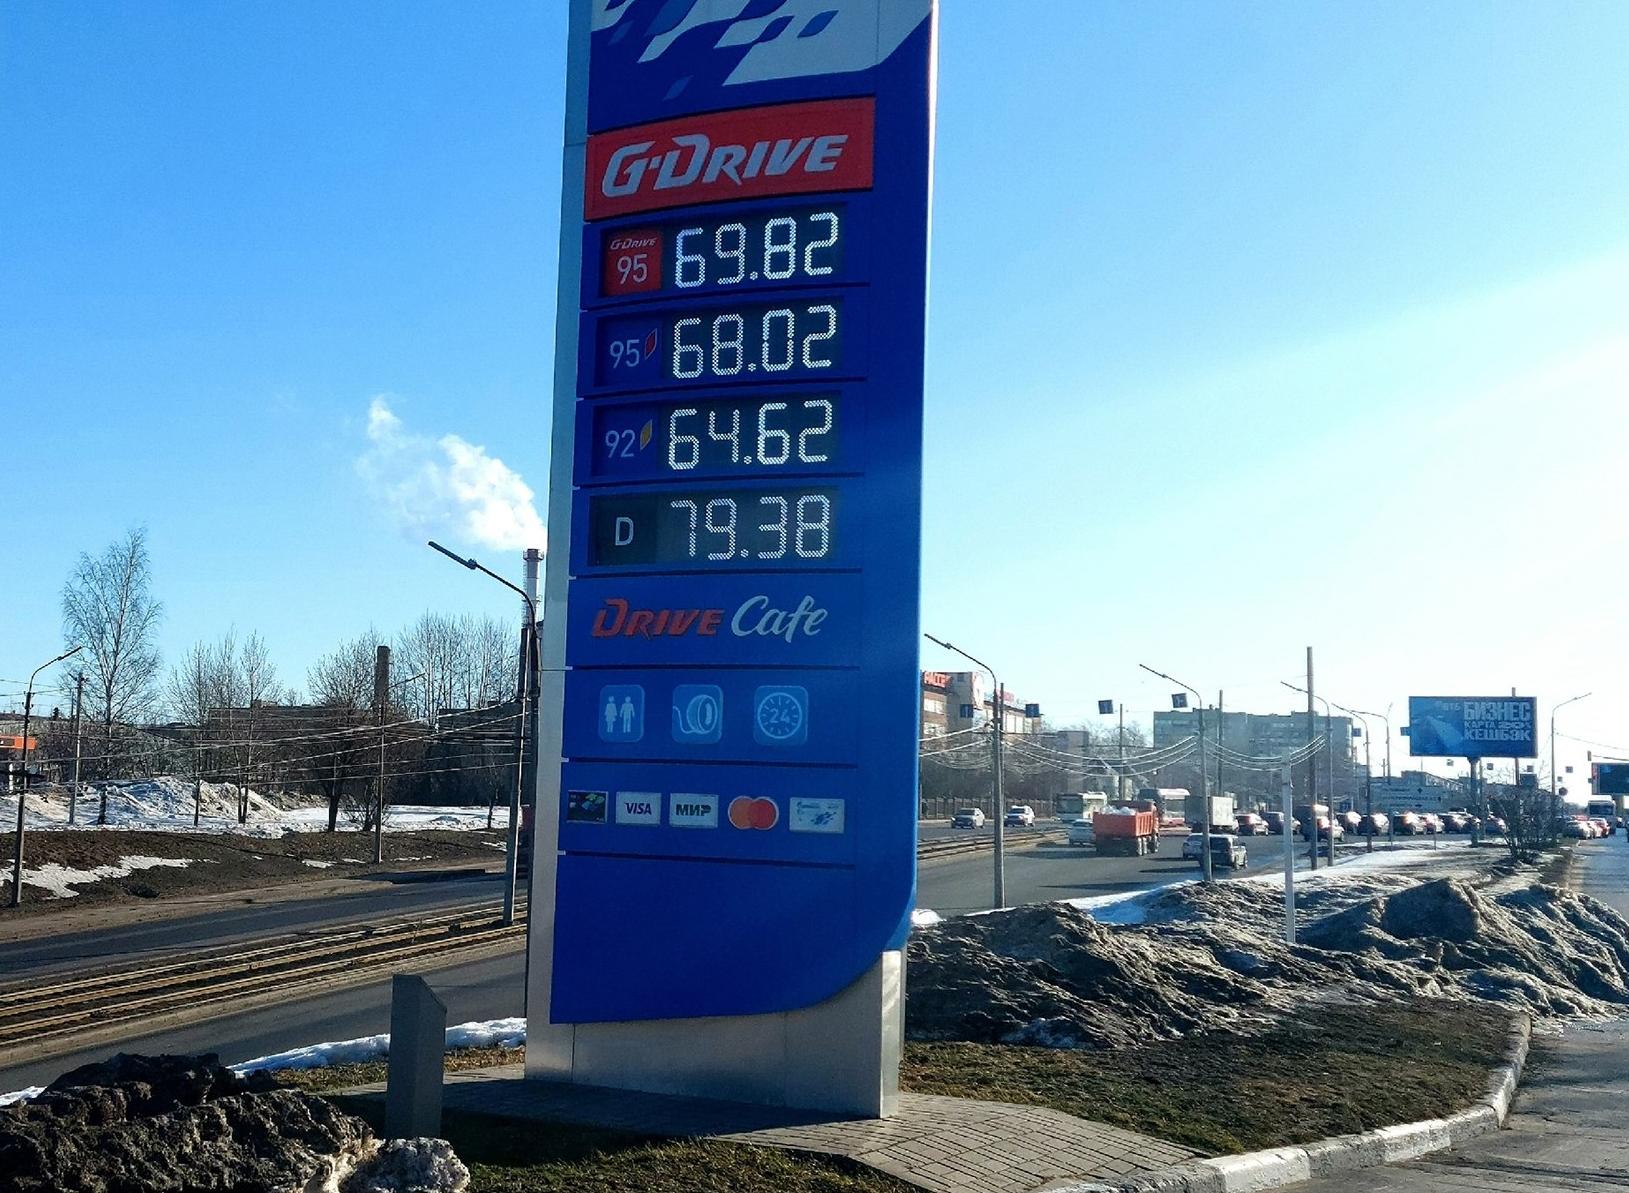 G-DRIVE
G-DRIVE
95 69.82
95 68.02
92 64.62
D 79.38
DRIVE Cafe
24
VISA МИР
ВТБ БИЗНЕС
КЕШБЭК